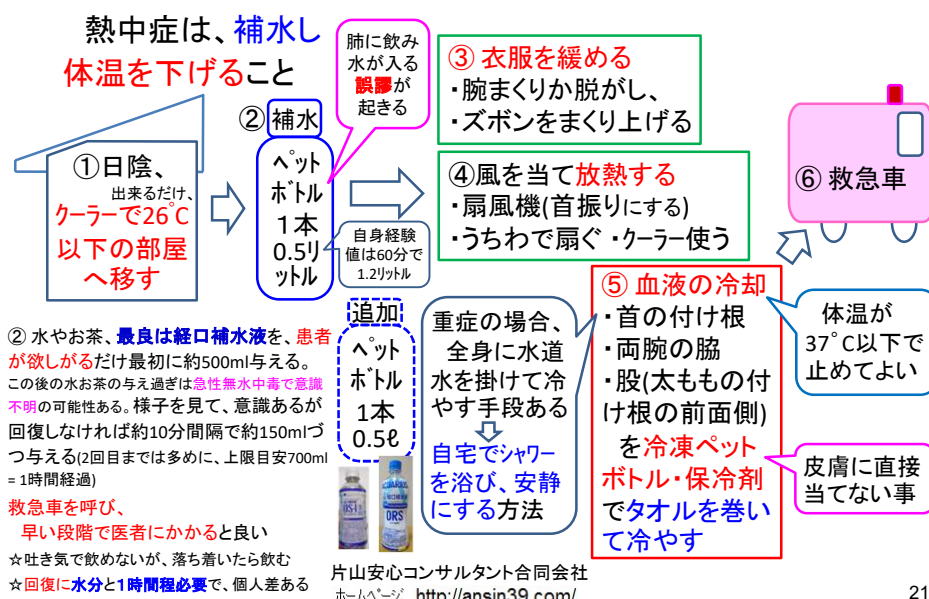 熱中症は、補水し
体温を下げること
①日陰、
出来るだけ、
クーラーで26°C
以下の部屋
へ移す
②補水
ペット
ボトル
1本
0.5リ
ットル
肺に飲み
水が入る
誤謬が
起きる
自身経験
値は60分で
1.2リットル
③ 衣服を緩める
・腕まくりか脱がし、
・ズボンをまくり上げる
④風を当て放熱する
・扇風機(首振りにする)
・うちわで扇ぐ ・クーラー使う
⑤ 血液の冷却
・首の付け根
・両腕の脇
・股(太ももの付
け根の前面側)
を冷凍ペット
ボトル・保冷剤
でタオルを巻い
て冷やす
⑥ 救急車
体温が
37°C以下で
止めてよい
皮膚に直接
当てない事
追加
ペット
ボトル
1本
0.5ℓ
重症の場合、
全身に水道
水を掛けて冷
やす手段ある
自宅でシャワー
を浴び、安静
にする方法
② 水やお茶、最良は経口補水液を、患者
が欲しがるだけ最初に約500ml与える。
この後の水お茶の与え過ぎは急性無水中毒で意識
不明の可能性ある。様子を見て、意識あるが
回復しなければ約10分間隔で約150mlづ
つ与える(2回目までは多めに、上限目安700ml
= 1時間経過)
救急車を呼び、
早い段階で医者にかかると良い
☆吐き気で飲めないが、落ち着いたら飲む
☆回復に水分と1時間程必要で、個人差ある
OS-1
AQUARIUS
ORS
片山安心コンサルタント合同会社
ホームページ http://ansin39.com/
21